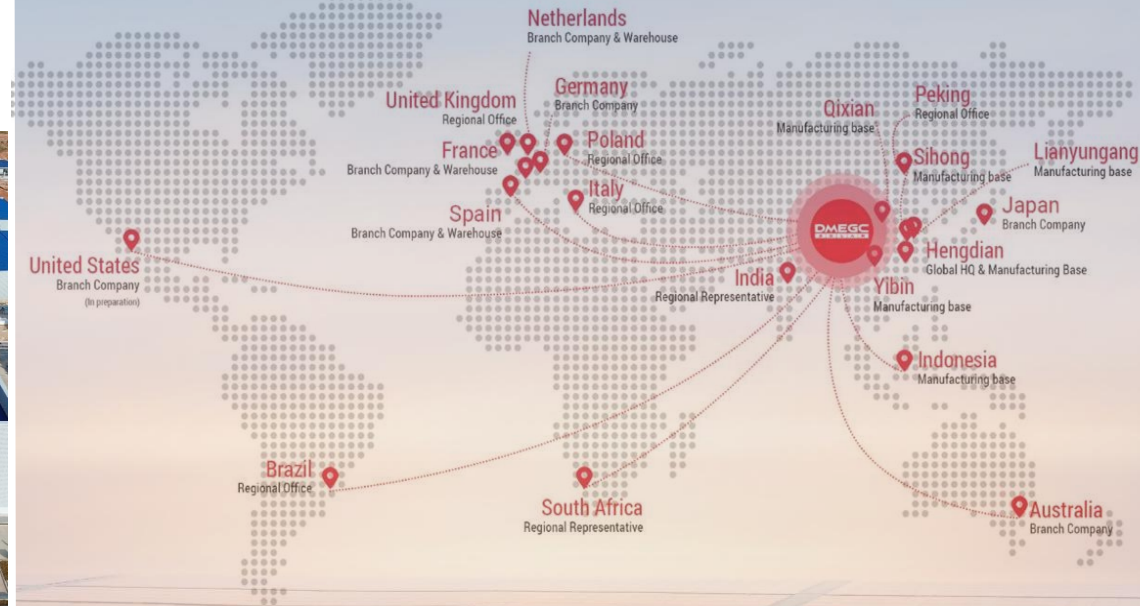 Netherlands
Branch Company & Warehouse
Germany
Branch Company
United Kingdom
Regional Office
Poland
Regional Office
France
Branch Company & Warehouse
Italy
Regional Office
Spain
Branch Company & Warehouse
United States
Branch Company
(In preparation)
Qixian
Manufacturing base
Peking
Regional Office
Sihong
Manufacturing base
Lianyungang
Manufacturing base
Japan
Branch Company
DMEGC
Hengdian
Global HQ & Manufacturing Base
India
Regional Representative
Yibin
Manufacturing base
Indonesia
Manufacturing base
Brazil
Regional Office
South Africa
Regional Representative
Australia
Branch Company